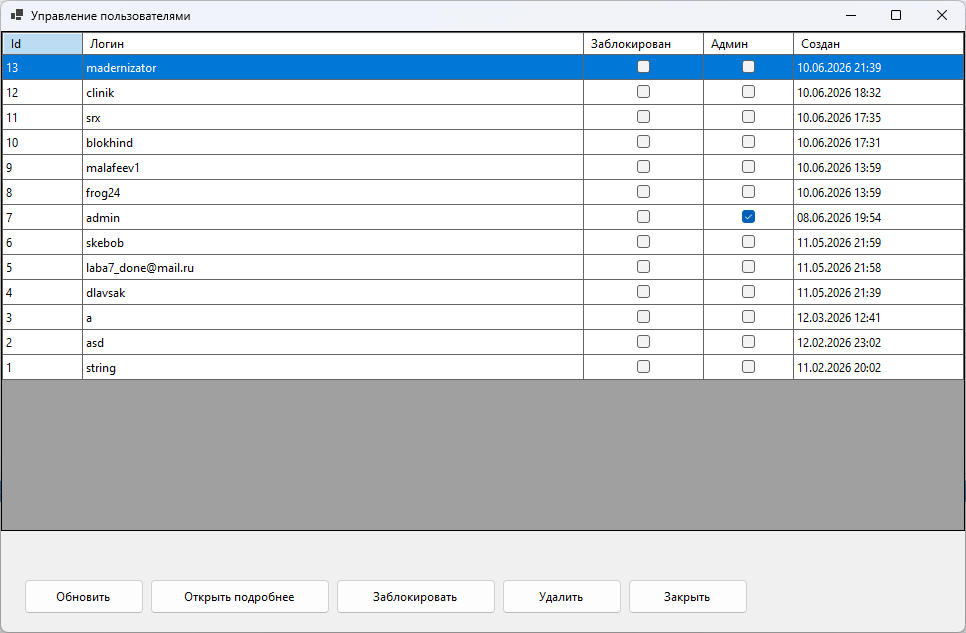 Управление пользователями
Id Логин Заблокирован Админ Создан
13 madernizator 10.06.2026 21:39
12 clinik 10.06.2026 18:32
11 srx 10.06.2026 17:35
10 blokhind 10.06.2026 17:31
9 malafeev1 10.06.2026 13:59
8 frog24 10.06.2026 13:59
7 admin 08.06.2026 19:54
6 skebob 11.05.2026 21:59
5 laba7_done@mail.ru 11.05.2026 21:58
4 dlavsak 11.05.2026 21:39
3 a 12.03.2026 12:41
2 asd 12.02.2026 23:02
1 string 11.02.2026 20:02
Обновить Открыть подробнее Заблокировать Удалить Закрыть